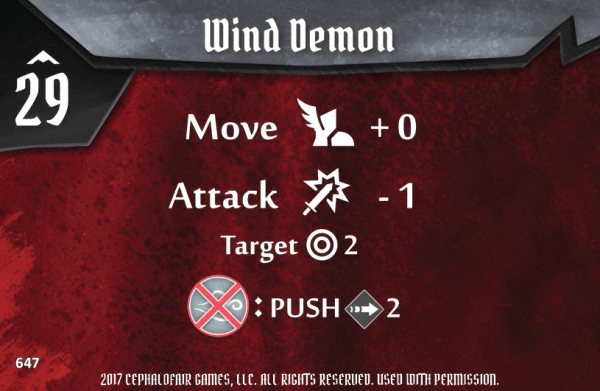 Wind Demon
29
Move + 0
Attack - 1
Target 2
: PUSH 2
647
2017 CEPHALOFAIR GAMES, LLC. ALL RIGHTS RESERVED. USED WITH PERMISSION.